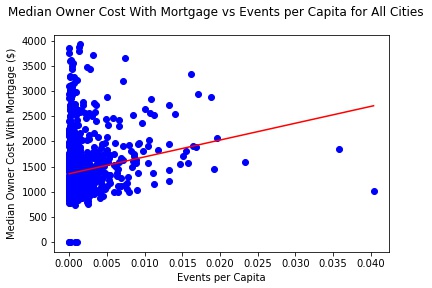 Median Owner Cost With Mortgage vs Events per Capita for All Cities
Median Owner Cost With Mortgage ($)
4000
3500
3000
2500
2000
1500
1000
500
0
0.000 0.005 0.010 0.015 0.020 0.025 0.030 0.035 0.040
Events per Capita